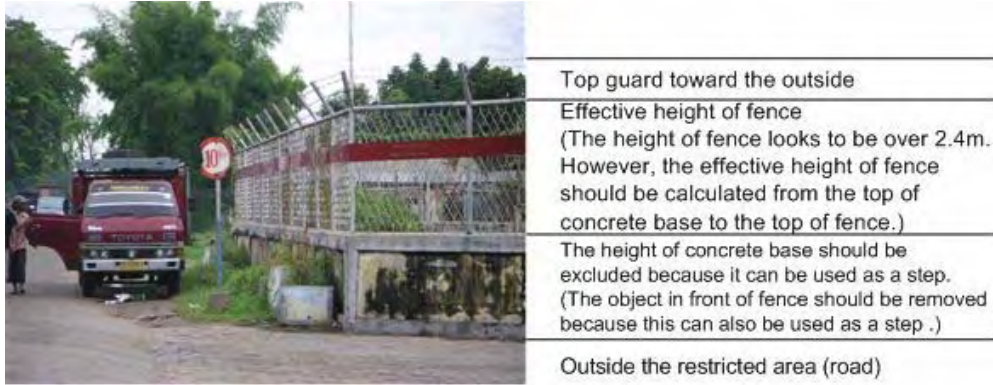 10
TOYOTA
Top guard toward the outside
Effective height of fence
(The height of fence looks to be over 2.4m.
However, the effective height of fence
should be calculated from the top of
concrete base to the top of fence.)
The height of concrete base should be
excluded because it can be used as a step.
(The object in front of fence should be removed
because this can also be used as a step .)
Outside the restricted area (road)